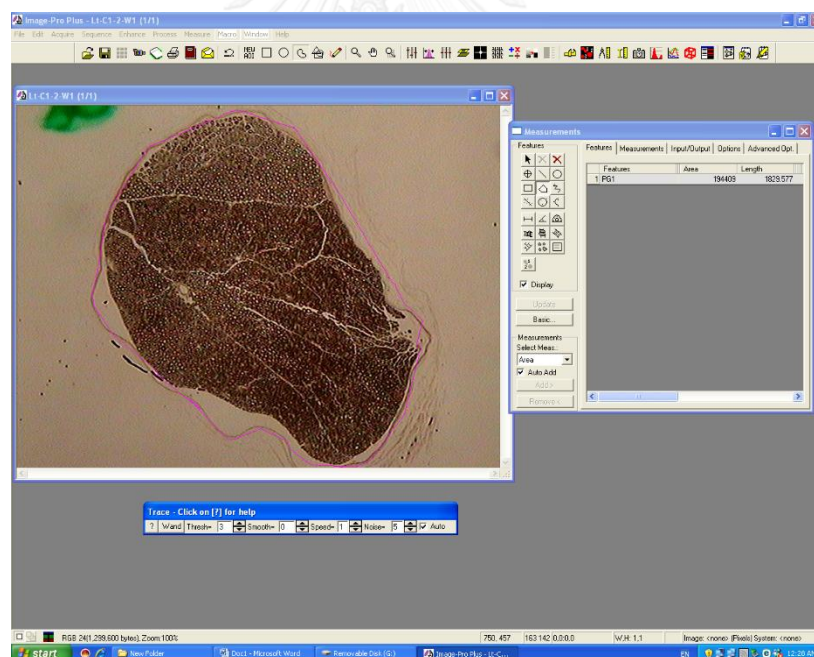 Image-Pro Plus - Lt-C1-2-W1 (1/1)
File Edit Acquire Sequence Enhance Process Measure Macro Window Help
NEW AOI
Lt-C1-2-W1 (1/1)
Measurements
Features
Features Measurements Input/Output Options Advanced Opt.
Features Area Length
1 PG1 194409 1829.577
Display
Update
Basic...
Measurements
Select Meas.:
Area
Auto Add
Add >
Remove <
Trace - Click on [?] for help
? Wand Thresh= 3 Smooth= 0 Speed= 1 Noise= 5 Auto
RGB 24(1,299,600 bytes), Zoom:100% 750, 457 163 142 0:0:0.0 W,H: 1,1 Image: <none> (Pixels) System: <none>
start New Folder Doc1 - Microsoft Word Removable Disk (G:) Image-Pro Plus - Lt-C... EN 12:20 AM